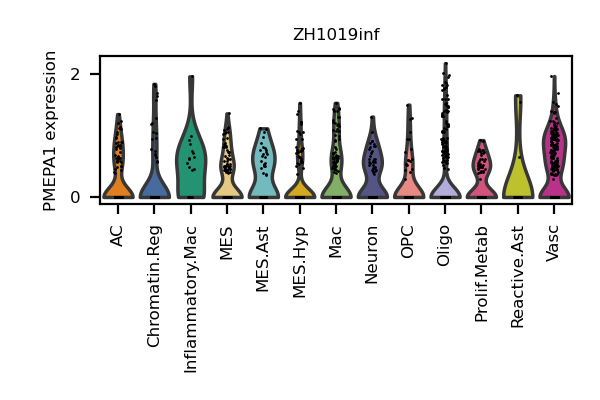 ZH1019inf
PMEPA1 expression
2
0
AC
Chromatin.Reg
Inflammatory.Mac
MES
MES.Ast
MES.Hyp
Mac
Neuron
OPC
Oligo
Prolif.Metab
Reactive.Ast
Vasc